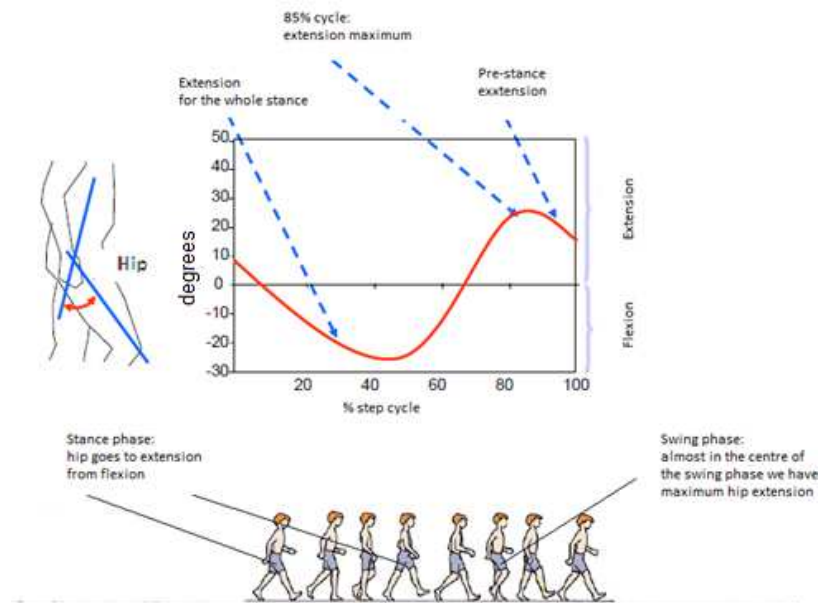 85% cycle:
extension maximum
Pre-stance
exxtension
Extension
for the whole stance
50
40
30
20
10
0
-10
-20
-30
degrees
Hip
Extension
Flexion
20
40
60
80
100
% step cycle
Stance phase:
hip goes to extension
from flexion
Swing phase:
almost in the centre of
the swing phase we have
maximum hip extension